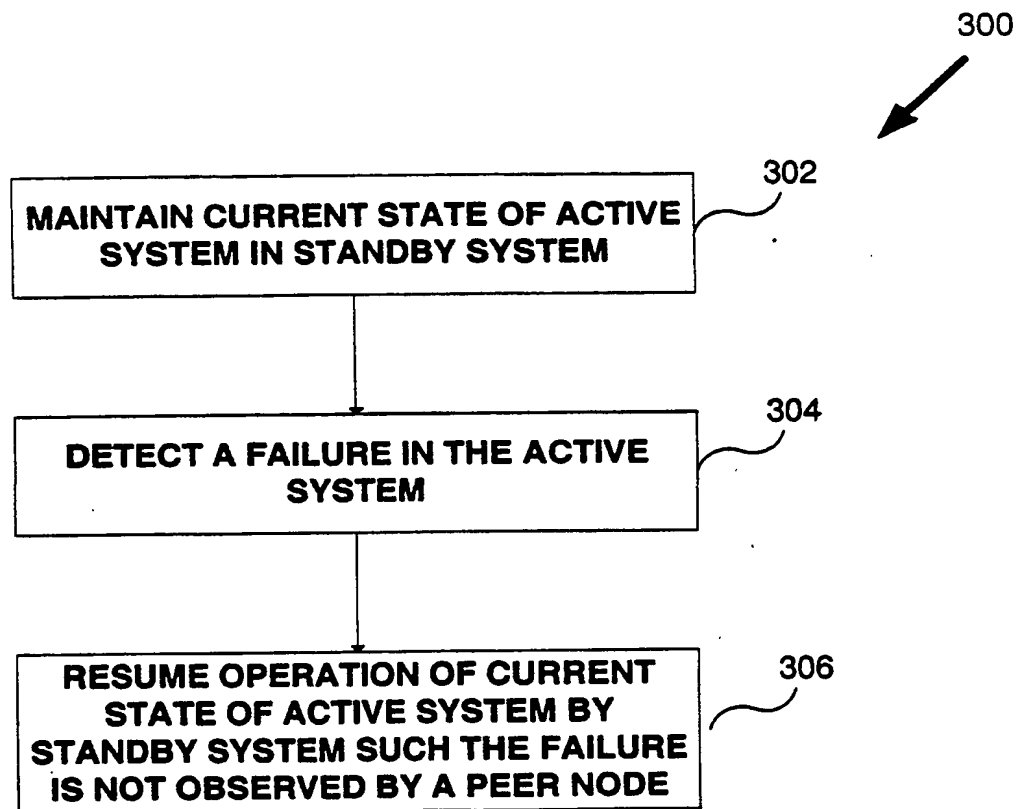 300
302
MAINTAIN CURRENT STATE OF ACTIVE
SYSTEM IN STANDBY SYSTEM
304
DETECT A FAILURE IN THE ACTIVE
SYSTEM
306
RESUME OPERATION OF CURRENT
STATE OF ACTIVE SYSTEM BY
STANDBY SYSTEM SUCH THE FAILURE
IS NOT OBSERVED BY A PEER NODE